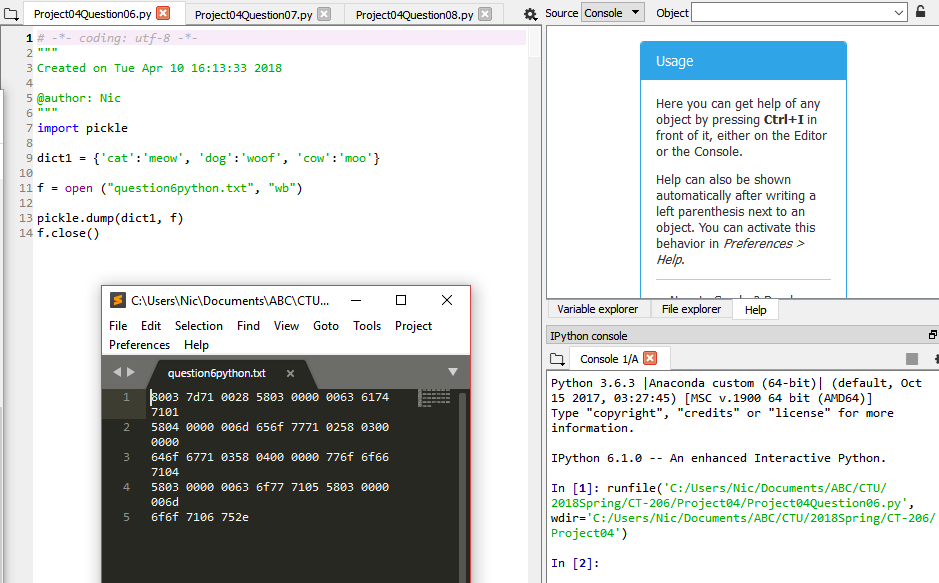 Project04Question06.py
Project04Question07.py
Project04Question08.py
1 # -*- coding: utf-8 -*-
2 """
3 Created on Tue Apr 10 16:13:33 2018
4
5 @author: Nic
6 """
7 import pickle
8
9 dict1 = {'cat':'meow', 'dog':'woof', 'cow':'moo'}
10
11 f = open ("question6python.txt", "wb")
12
13 pickle.dump(dict1, f)
14 f.close()
C:\Users\Nic\Documents\ABC\CTU...
File Edit Selection Find View Goto Tools Project
Preferences Help
question6python.txt
1 8003 7d71 0028 5803 0000 0063 6174
7101
2 5804 0000 006d 656f 7771 0258 0300
0000
3 646f 6771 0358 0400 0000 776f 6f66
7104
4 5803 0000 0063 6f77 7105 5803 0000
006d
5 6f6f 7106 752e
Source Console Object
Usage
Here you can get help of any
object by pressing Ctrl+I in
front of it, either on the Editor
or the Console.
Help can also be shown
automatically after writing a
left parenthesis next to an
object. You can activate this
behavior in Preferences >
Help.
Variable explorer File explorer Help
IPython console
Console 1/A
Python 3.6.3 |Anaconda custom (64-bit)| (default, Oct
15 2017, 03:27:45) [MSC v.1900 64 bit (AMD64)]
Type "copyright", "credits" or "license" for more
information.
IPython 6.1.0 -- An enhanced Interactive Python.
In [1]: runfile('C:/Users/Nic/Documents/ABC/CTU/
2018Spring/CT-206/Project04/Project04Question06.py',
wdir='C:/Users/Nic/Documents/ABC/CTU/2018Spring/CT-206/
Project04')
In [2]: